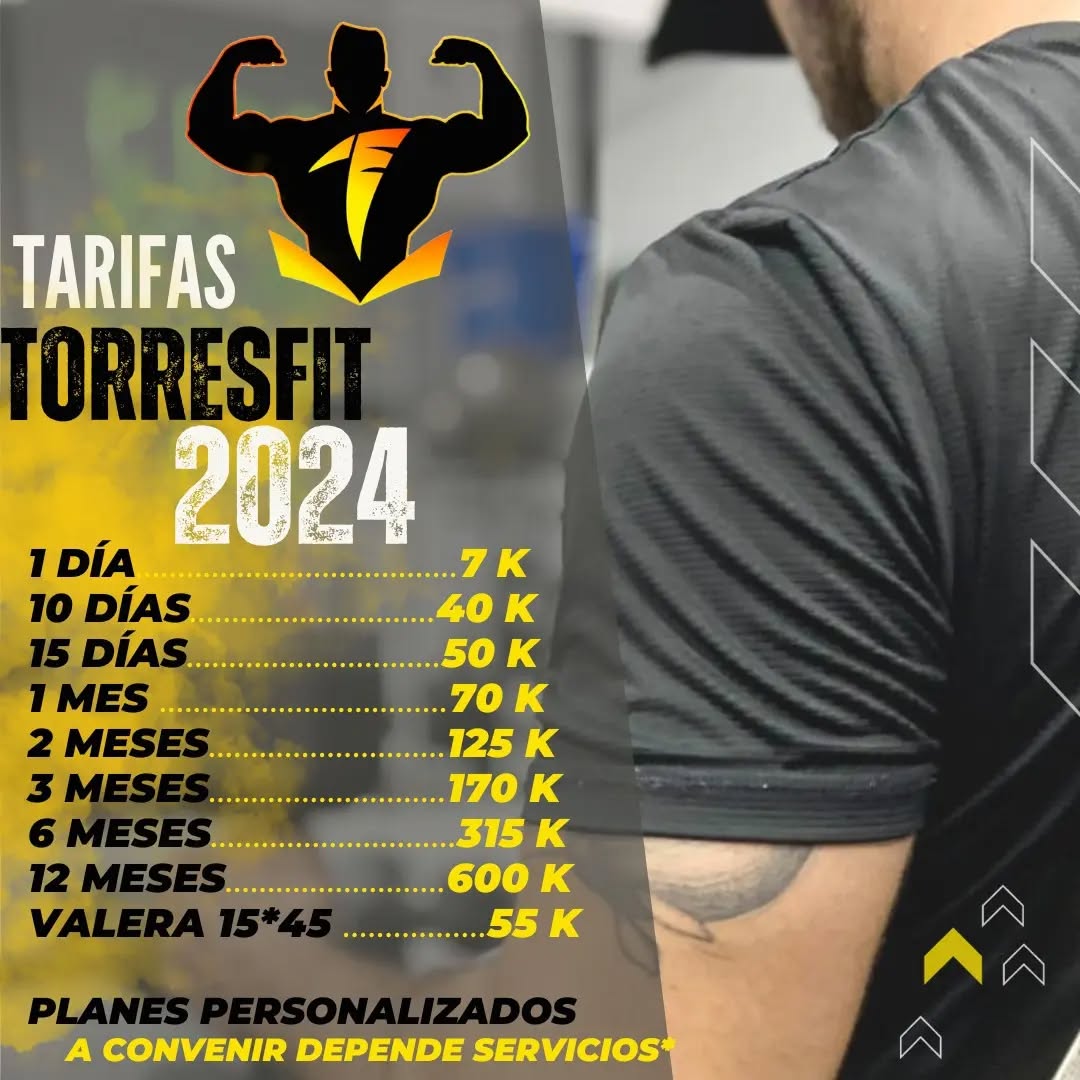 TF
TARIFAS
TORRESFIT
2024
1 DÍA....................................7 K
10 DÍAS............................40 K
15 DÍAS.............................50 K
1 MES .................................70 K
2 MESES...........................125 K
3 MESES...........................170 K
6 MESES............................315 K
12 MESES.........................600 K
VALERA 15*45 ................55 K
PLANES PERSONALIZADOS
A CONVENIR DEPENDE SERVICIOS*